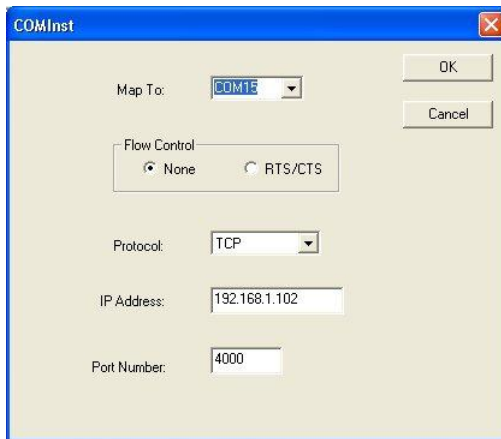 COMInst
OK
Map To: COM15
Cancel
Flow Control
None RTS/CTS
Protocol: TCP
IP Address: 192.168.1.102
Port Number: 4000